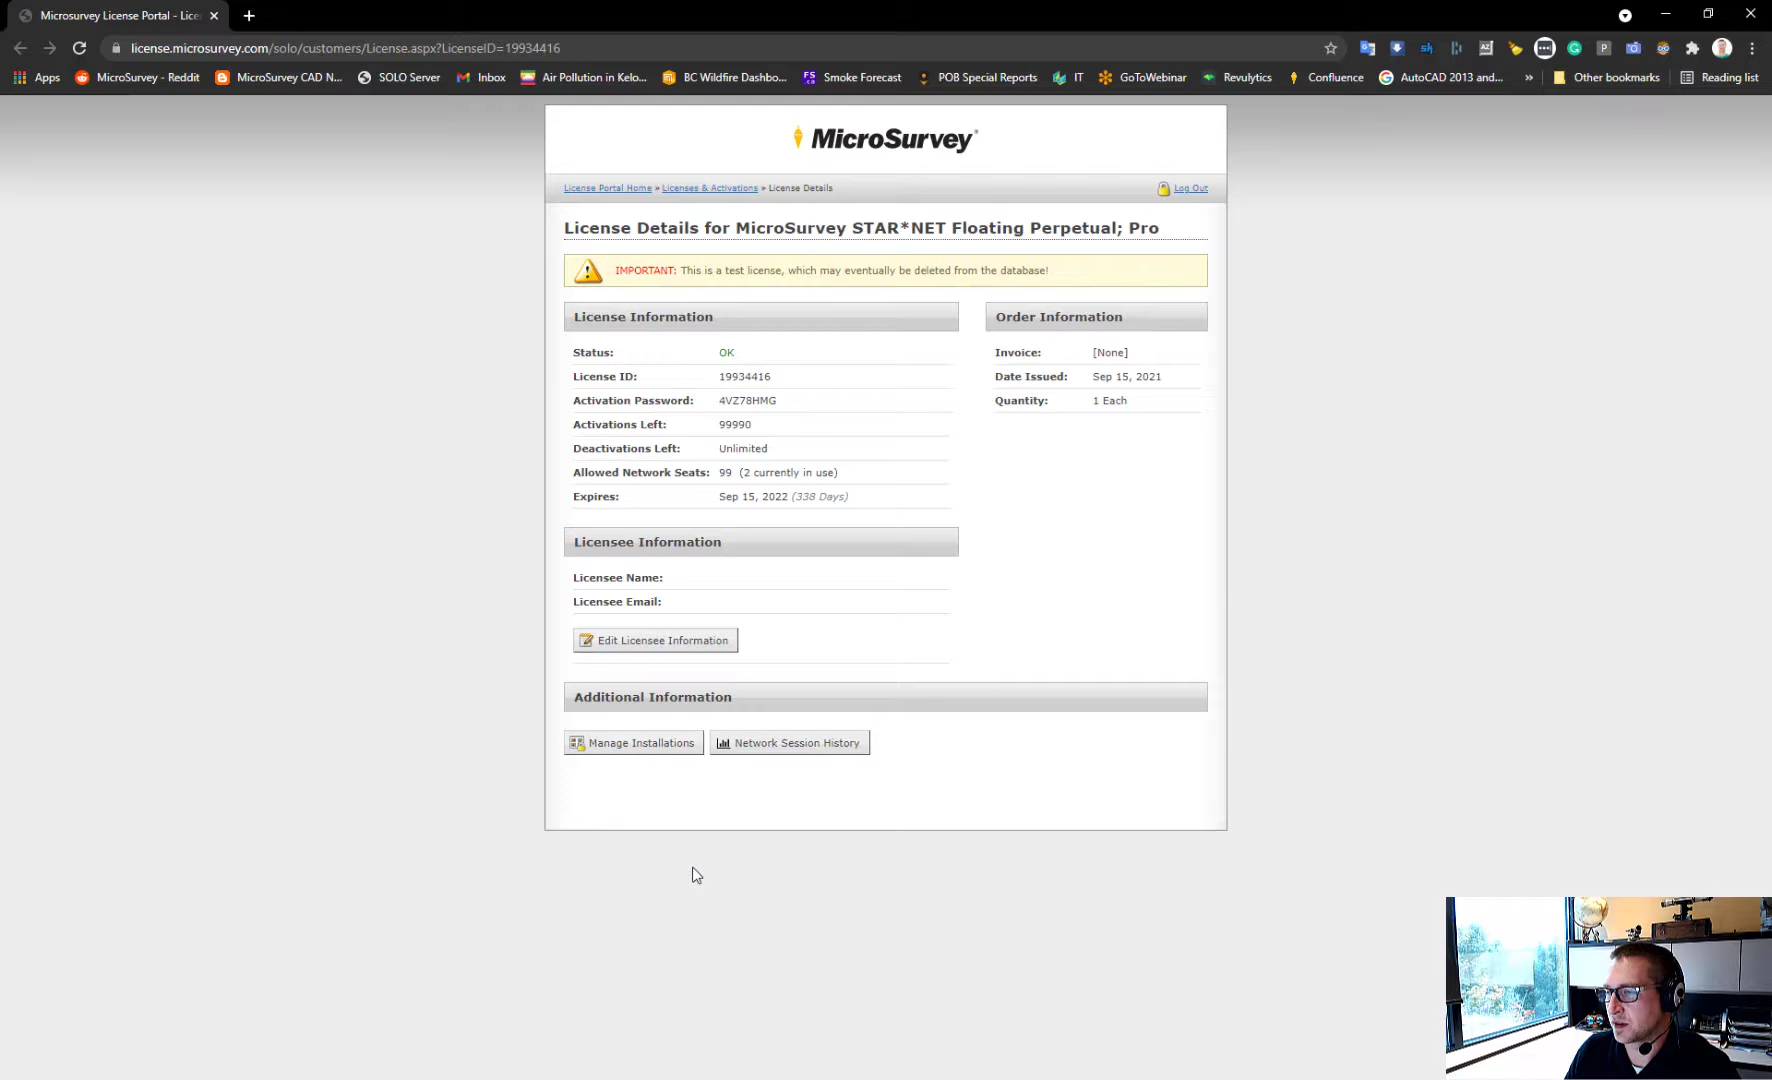 Microsurvey License Portal - Lice
license.microsurvey.com/solo/customers/License.aspx?LicenseID=19934416
Apps MicroSurvey - Reddit MicroSurvey CAD N... SOLO Server Inbox Air Pollution in Kelo... BC Wildfire Dashbo... Smoke Forecast POB Special Reports IT GoToWebinar Revulytics Confluence AutoCAD 2013 and... » Other bookmarks Reading list
MicroSurvey
License Portal Home » Licenses & Activations » License Details
Log Out
License Details for MicroSurvey STAR*NET Floating Perpetual; Pro
IMPORTANT: This is a test license, which may eventually be deleted from the database!
License Information
Status: OK
License ID: 19934416
Activation Password: 4VZ78HMG
Activations Left: 99990
Deactivations Left: Unlimited
Allowed Network Seats: 99 (2 currently in use)
Expires: Sep 15, 2022 (338 Days)
Order Information
Invoice: [None]
Date Issued: Sep 15, 2021
Quantity: 1 Each
Licensee Information
Licensee Name:
Licensee Email:
Edit Licensee Information
Additional Information
Manage Installations
Network Session History